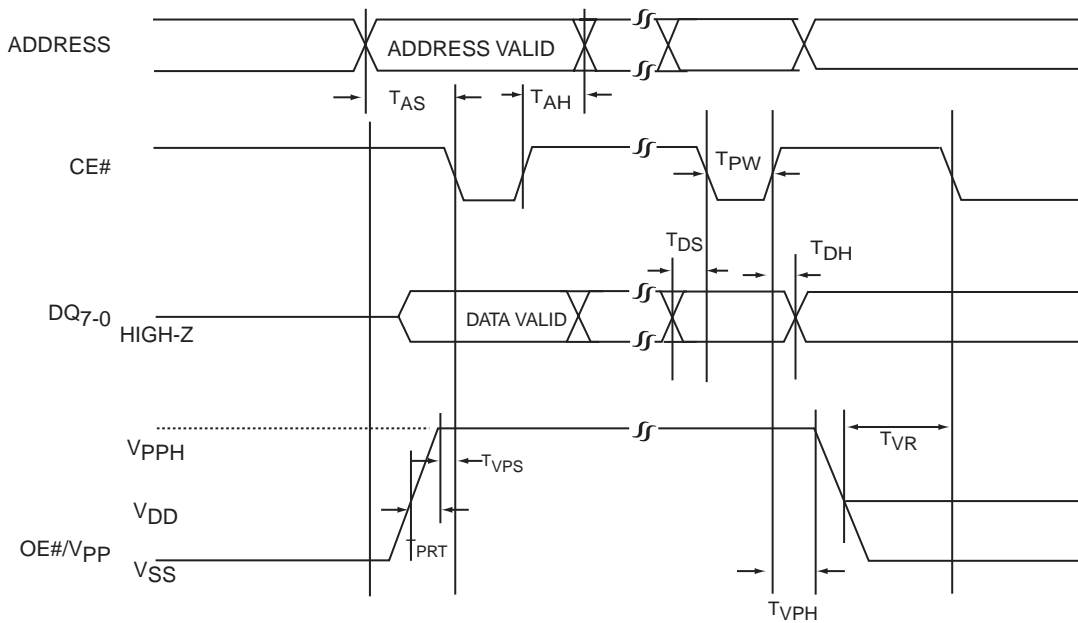 ADDRESS
ADDRESS VALID
TAS
TAH
CE#
TPW
TDS
TDH
DQ7-0
HIGH-Z
DATA VALID
VPPH
TVPS
TVR
VDD
OE#/VPP
TPRT
VSS
TVPH